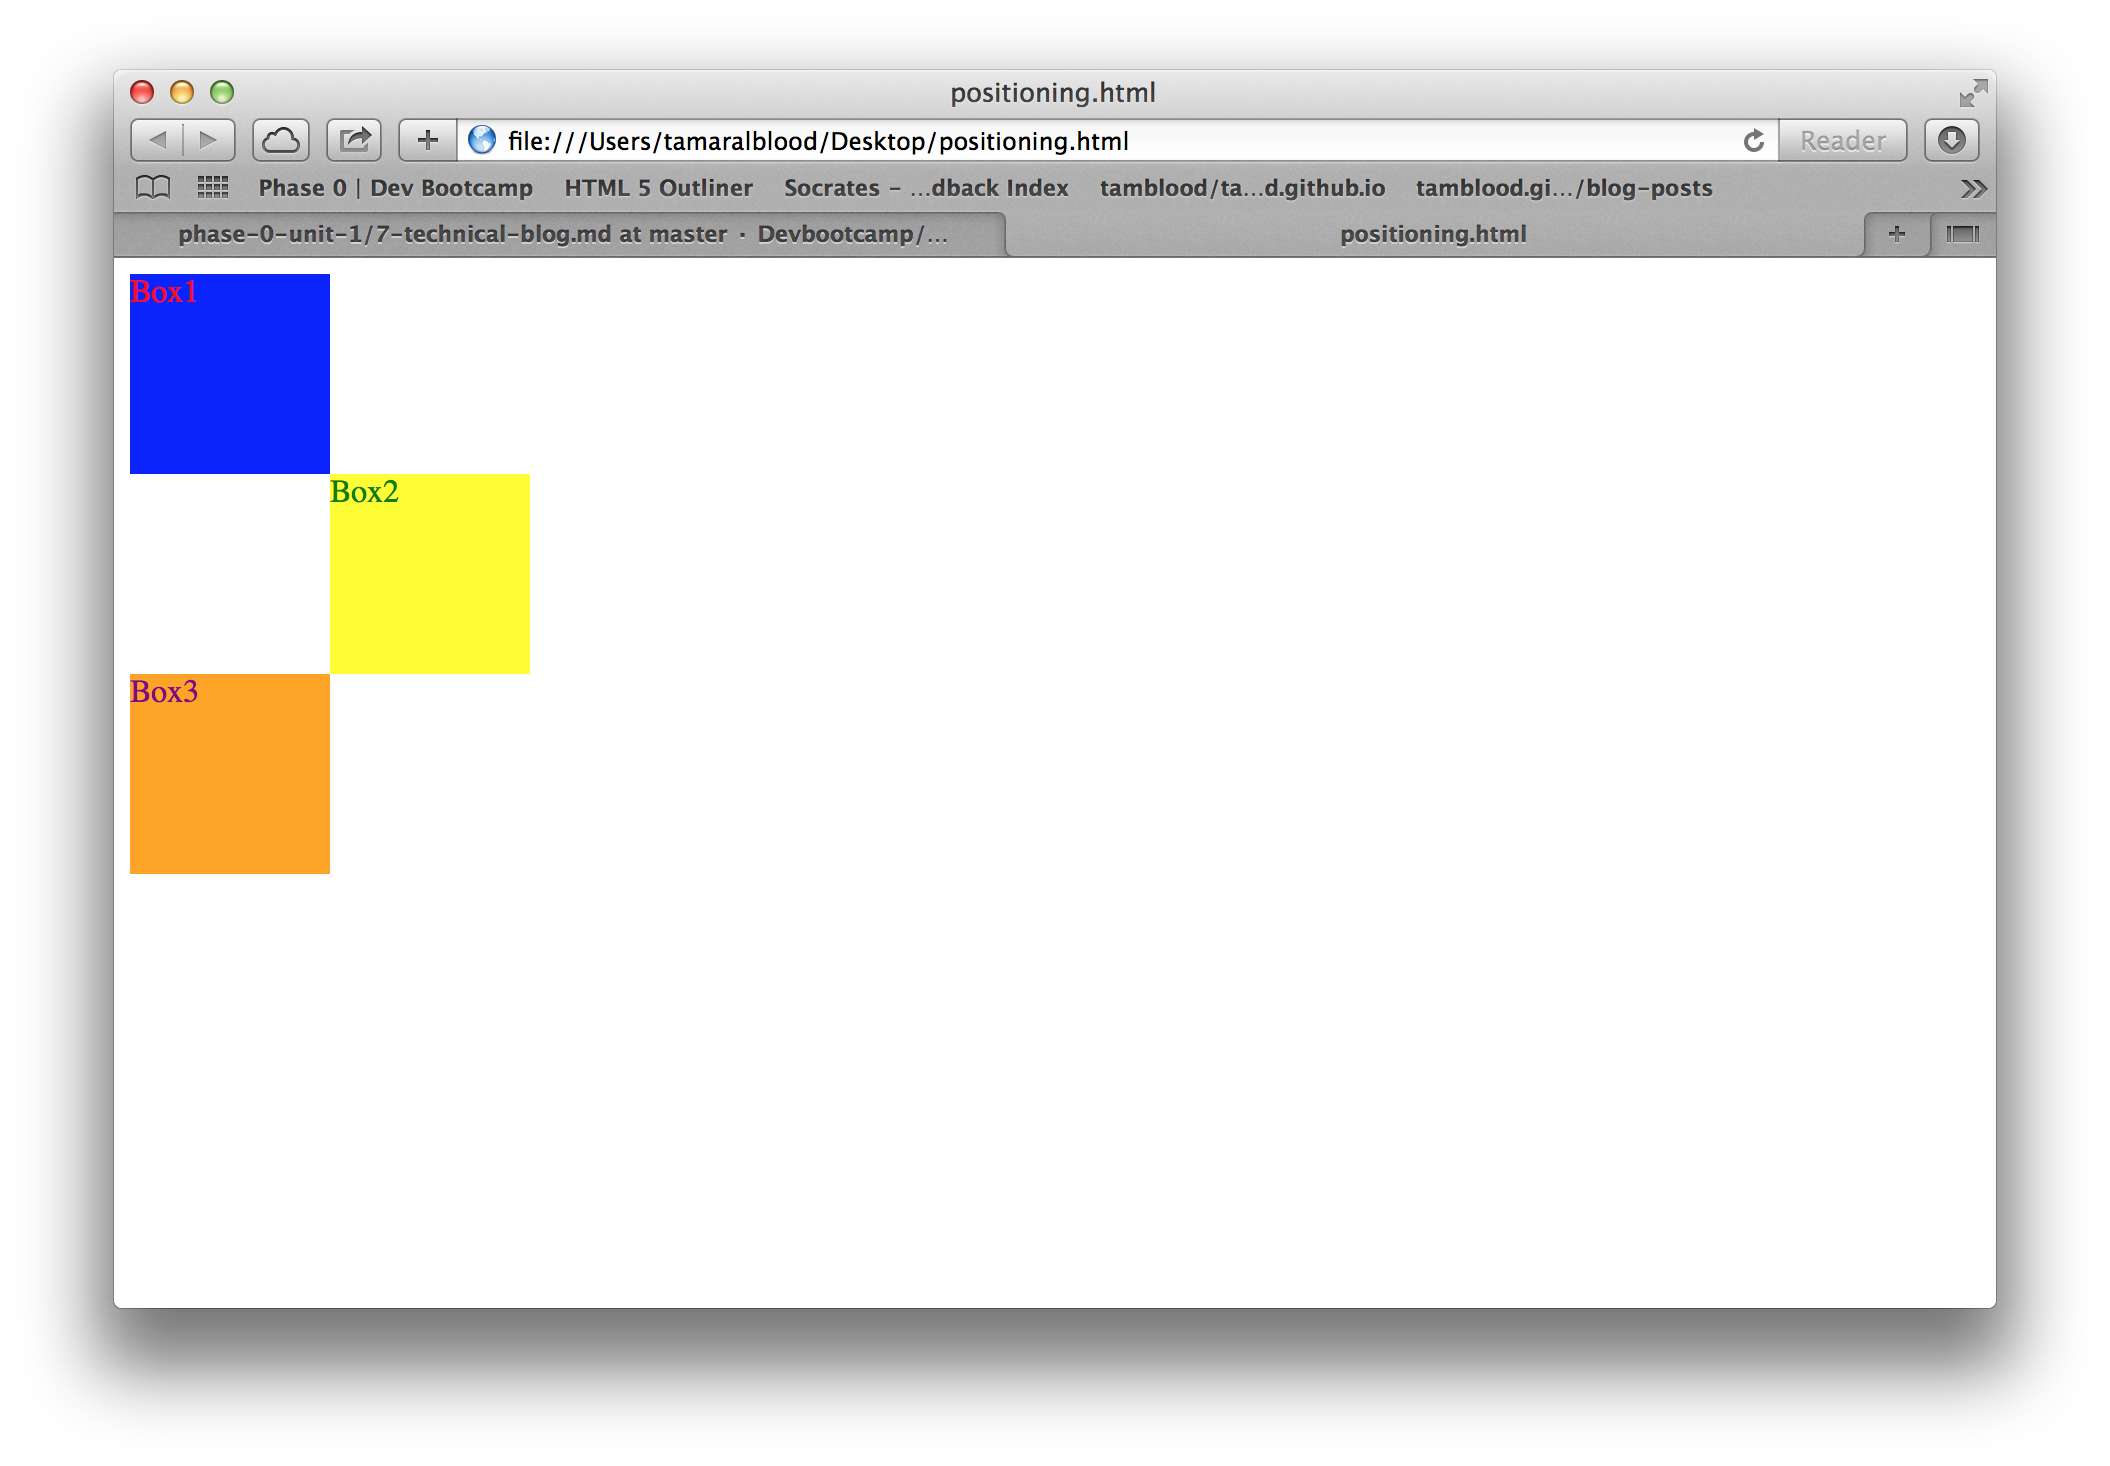 positioning.html
file:///Users/tamaralblood/Desktop/positioning.html
Reader
Phase 0 | Dev Bootcamp HTML 5 Outliner Socrates – ...dback Index tamblood/ta...d.github.io tamblood.gi.../blog-posts
phase-0-unit-1/7-technical-blog.md at master · Devbootcamp/... positioning.html
Box1
Box2
Box3